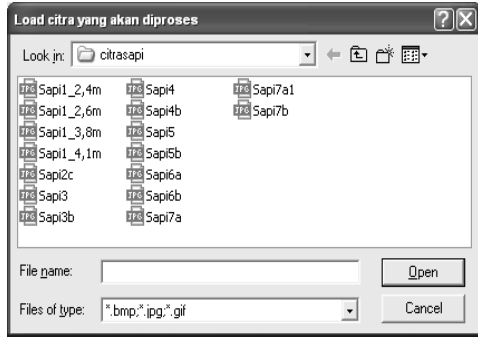 Load citra yang akan diproses
Look in: citrasapi
Sapi1_2,4m Sapi4 Sapi7a1
Sapi1_2,6m Sapi4b Sapi7b
Sapi1_3,8m Sapi5
Sapi1_4,1m Sapi5b
Sapi2c Sapi6a
Sapi3 Sapi6b
Sapi3b Sapi7a
File name: Open
Files of type: *.bmp;*.jpg;*.gif Cancel